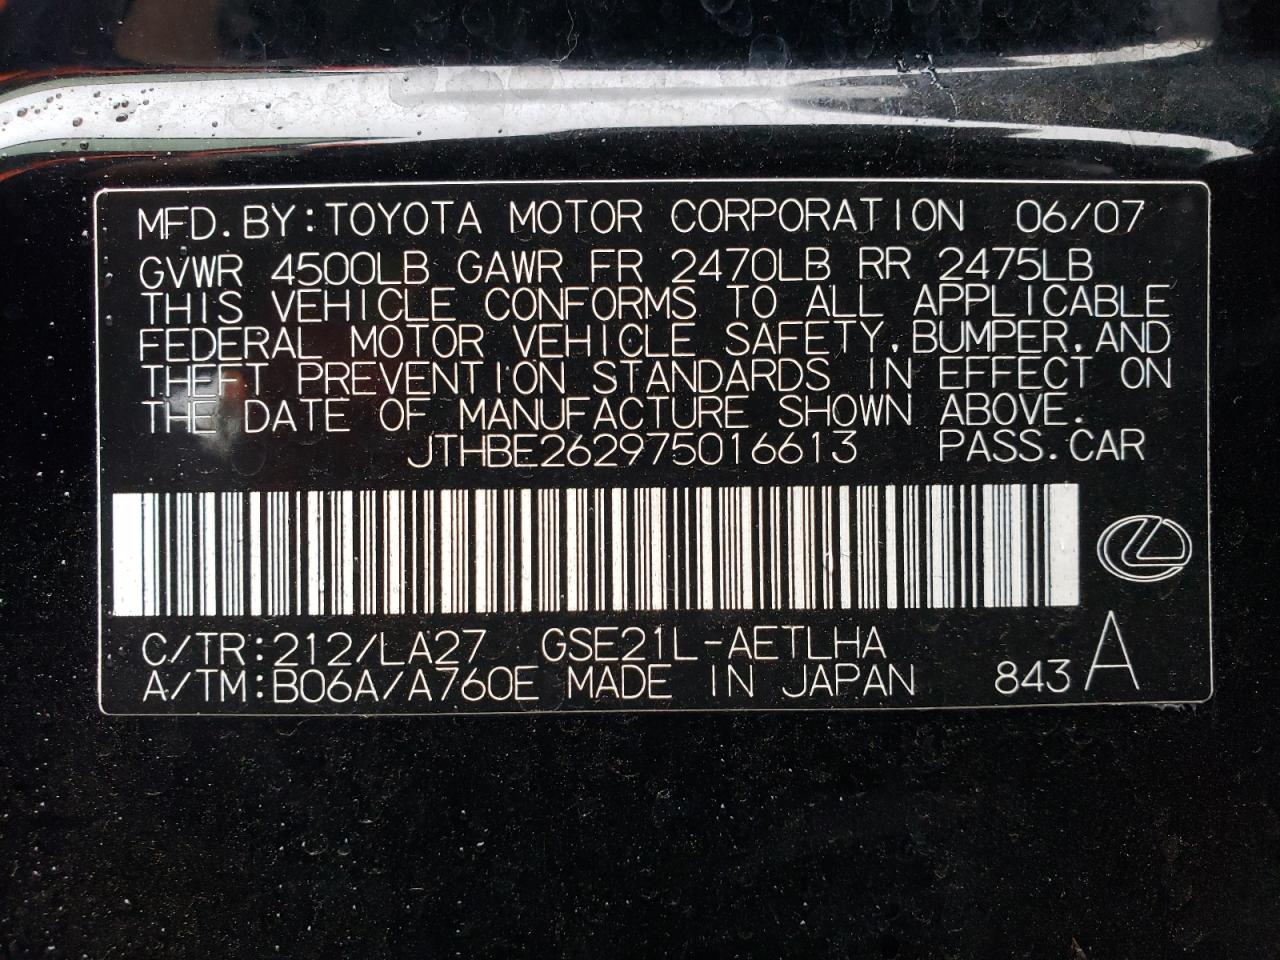 MFD. BY: TOYOTA MOTOR CORPORATION 06/07
GVWR 4500LB GAWR FR 2470LB RR 2475LB
THIS VEHICLE CONFORMS TO ALL APPLICABLE
FEDERAL MOTOR VEHICLE SAFETY, BUMPER, AND
THEFT PREVENTION STANDARDS IN EFFECT ON
THE DATE OF MANUFACTURE SHOWN ABOVE.
JTHBE262975016613 PASS. CAR
C/TR: 212/LA27 GSE21L-AETLHA
A/TM: B06A/A760E MADE IN JAPAN 843 A